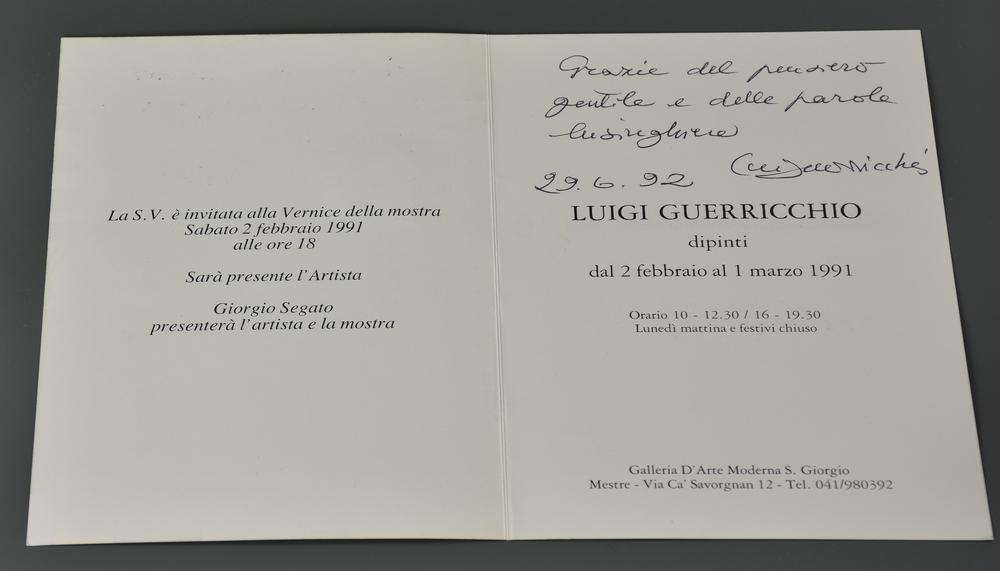 La S.V. è invitata alla Vernice della mostra
Sabato 2 febbraio 1991
alle ore 18
Sarà presente l'Artista
Giorgio Segato
presenterà l'artista e la mostra
Grazie del pensiero
gentile e delle parole
lusinghiere
29.6.92
LUIGI GUERRICCHIO
dipinti
dal 2 febbraio al 1 marzo 1991
Orario 10 - 12.30 / 16 - 19.30
Lunedì mattina e festivi chiuso
Galleria D'Arte Moderna S. Giorgio
Mestre - Via Ca' Savorgnan 12 - Tel. 041/980392